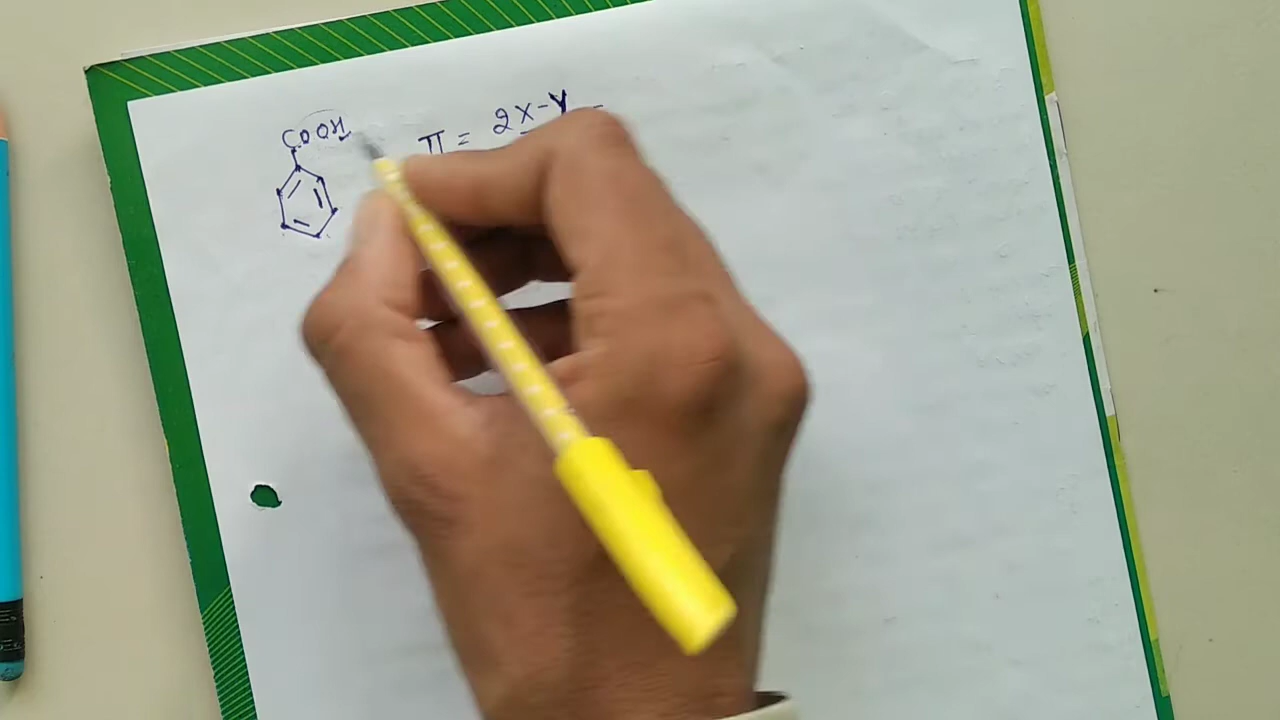 COOH
π = 2X-Y